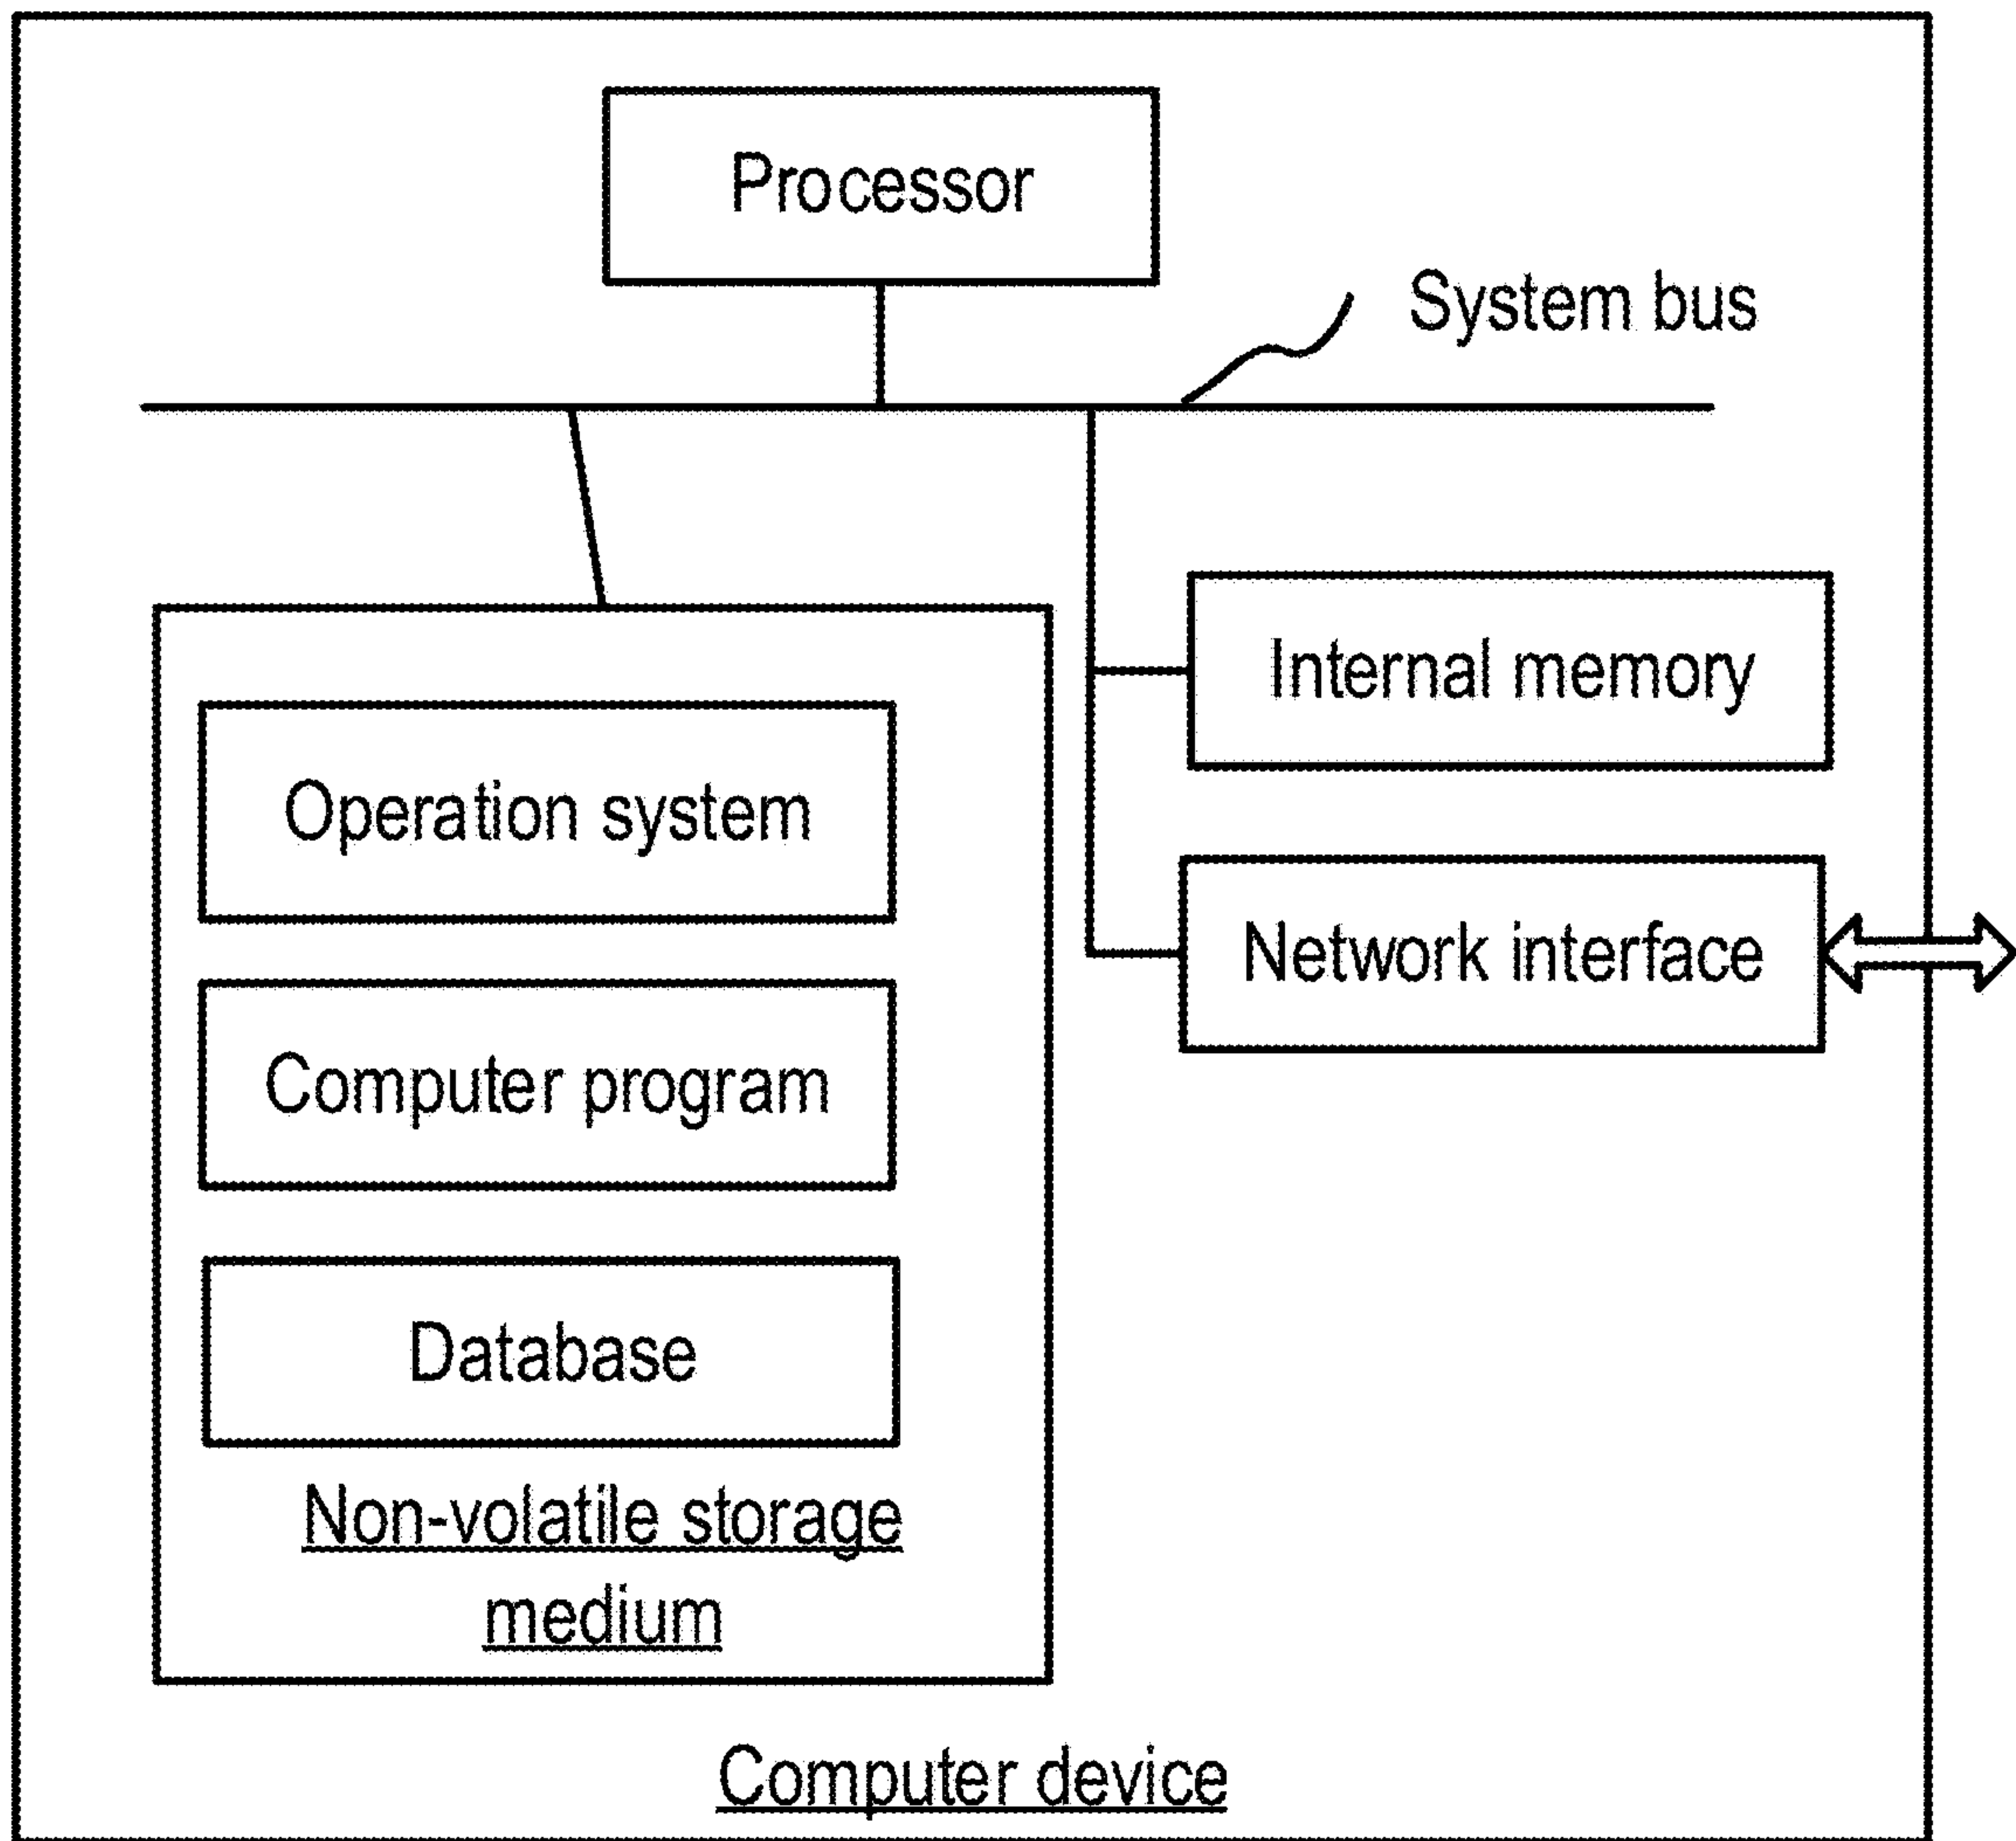 Processor
System bus
Internal memory
Operation system
Network interface
Computer program
Database
Non-volatile storage
medium
Computer device